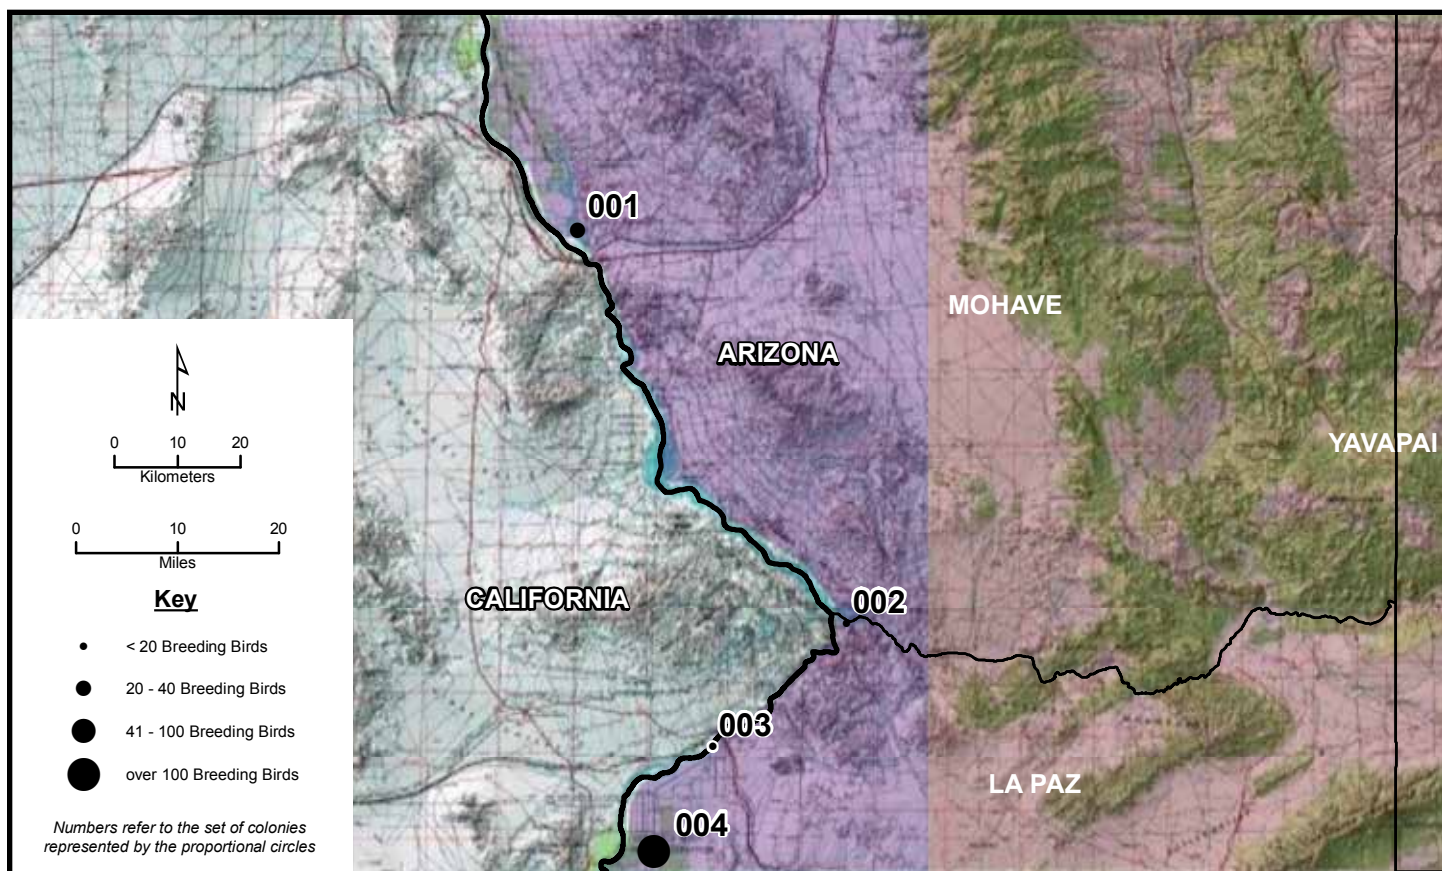 001
MOHAVE
ARIZONA
YAVAPAI
N
0 10 20
Kilometers
0 10 20
Miles
CALIFORNIA
002
Key
< 20 Breeding Birds
20 - 40 Breeding Birds
41 - 100 Breeding Birds
over 100 Breeding Birds
003
LA PAZ
004
Numbers refer to the set of colonies
represented by the proportional circles